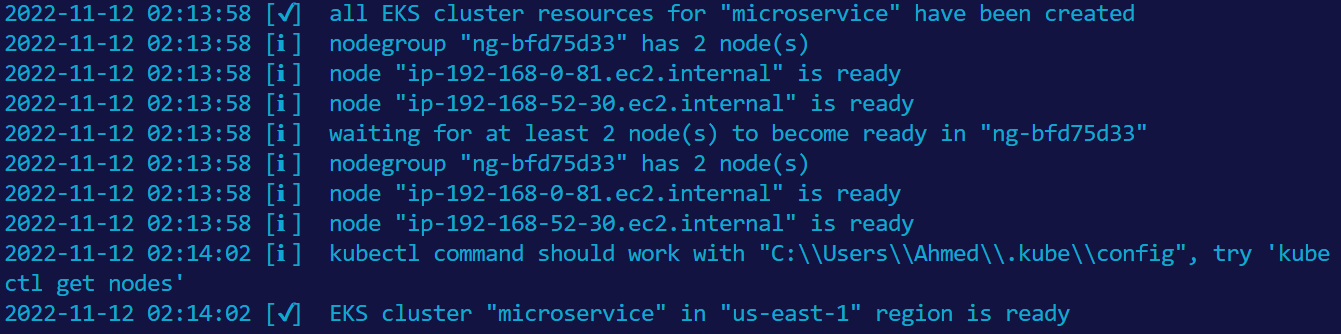 2022-11-12 02:13:58 [✔]  all EKS cluster resources for "microservice" have been created
2022-11-12 02:13:58 [ℹ]  nodegroup "ng-bfd75d33" has 2 node(s)
2022-11-12 02:13:58 [ℹ]  node "ip-192-168-0-81.ec2.internal" is ready
2022-11-12 02:13:58 [ℹ]  node "ip-192-168-52-30.ec2.internal" is ready
2022-11-12 02:13:58 [ℹ]  waiting for at least 2 node(s) to become ready in "ng-bfd75d33"
2022-11-12 02:13:58 [ℹ]  nodegroup "ng-bfd75d33" has 2 node(s)
2022-11-12 02:13:58 [ℹ]  node "ip-192-168-0-81.ec2.internal" is ready
2022-11-12 02:13:58 [ℹ]  node "ip-192-168-52-30.ec2.internal" is ready
2022-11-12 02:14:02 [ℹ]  kubectl command should work with "C:\\Users\\Ahmed\\.kube\\config", try 'kube
ctl get nodes'
2022-11-12 02:14:02 [✔]  EKS cluster "microservice" in "us-east-1" region is ready